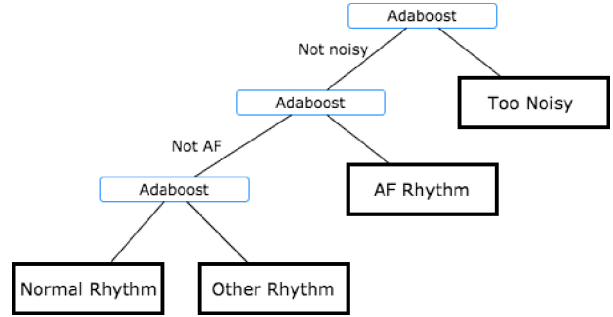 Adaboost
Not noisy
Adaboost
Too Noisy
Not AF
Adaboost
AF Rhythm
Normal Rhythm
Other Rhythm